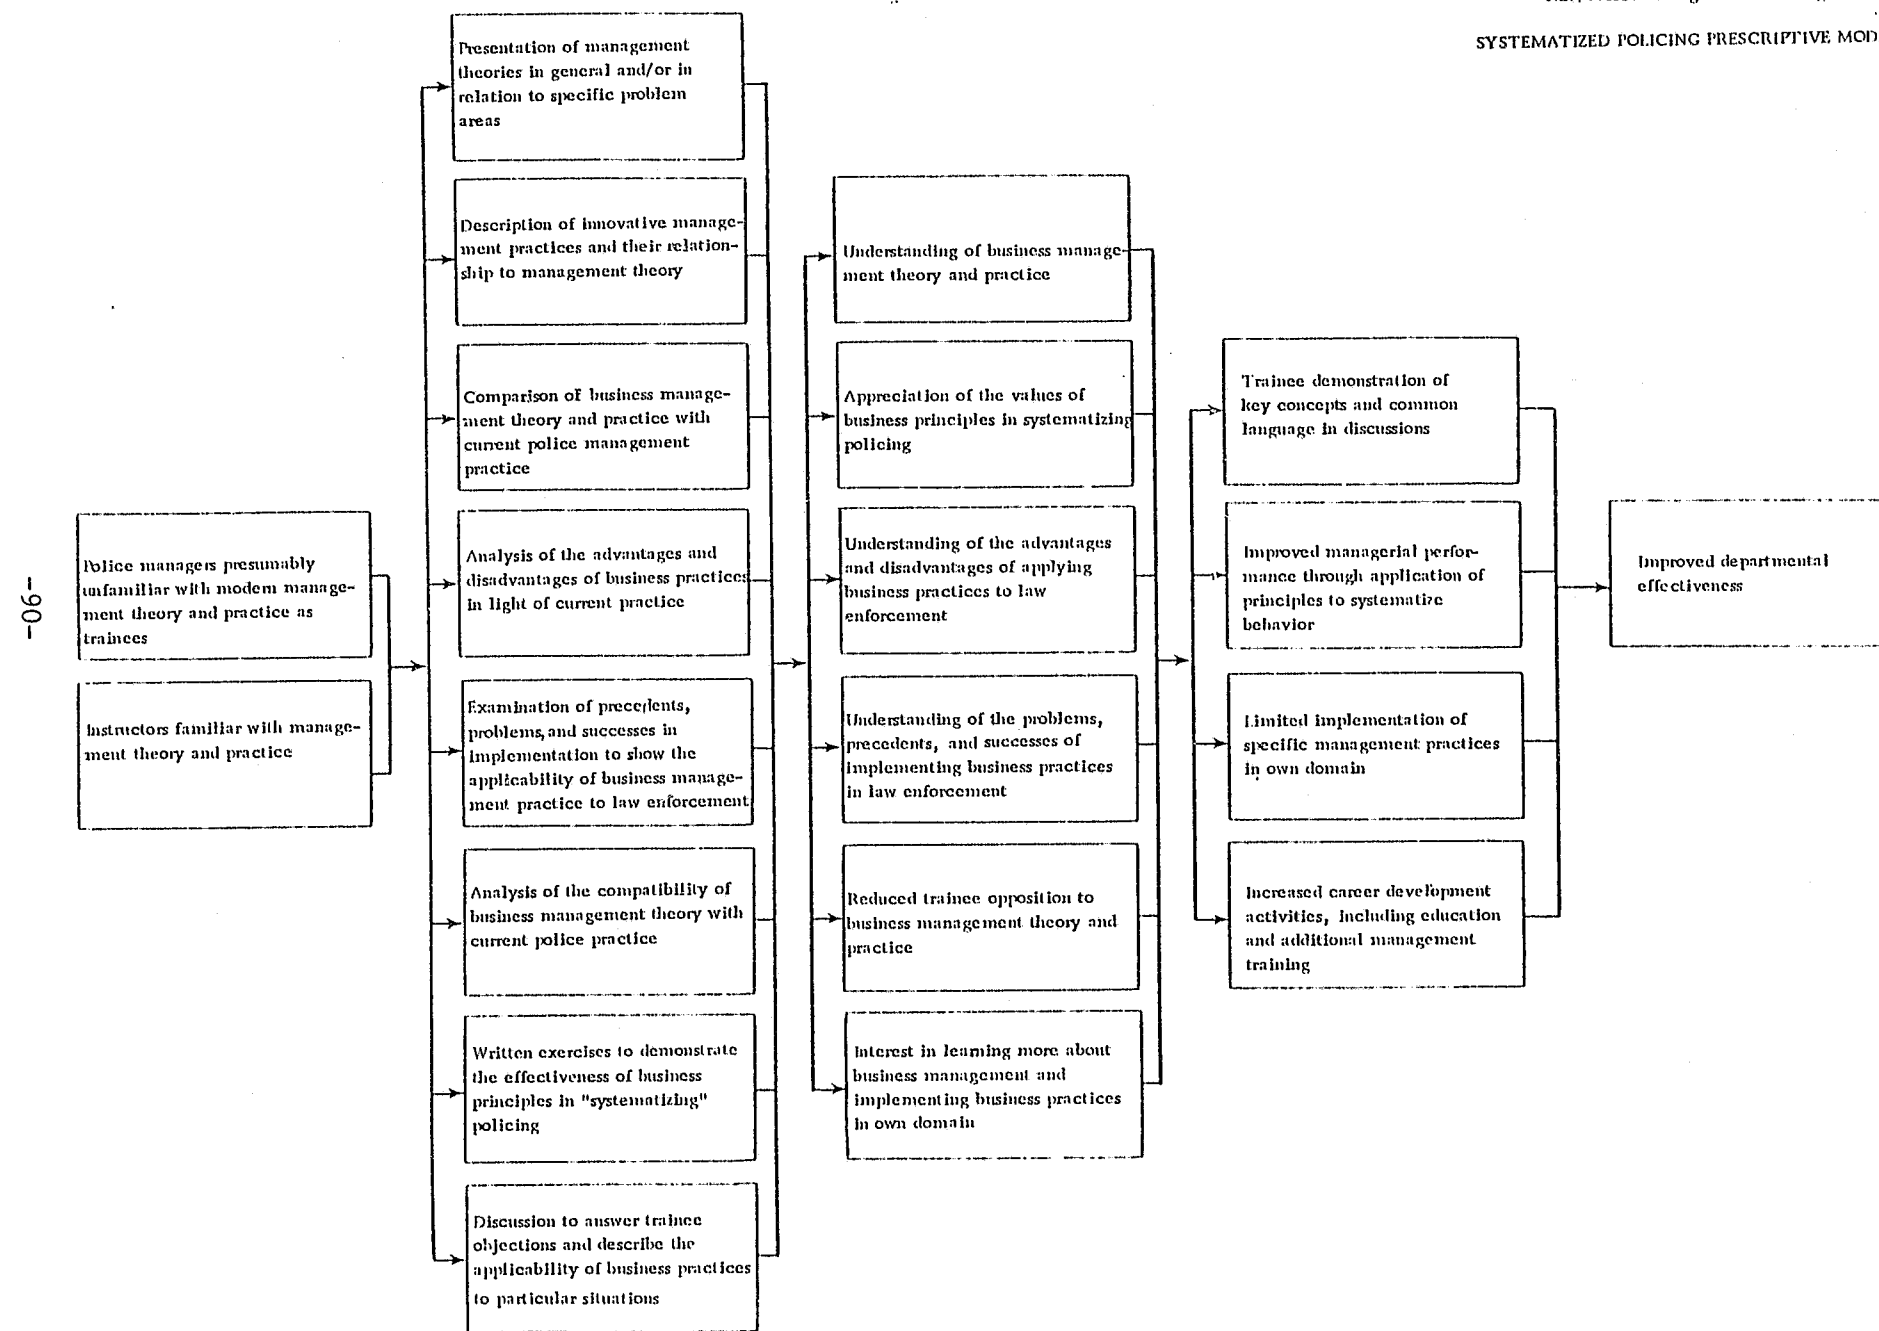 SYSTEMATIZED POLICING PRESCRIPTIVE MOD
-90-
Police managers presumably
unfamiliar with modern manage-
ment theory and practice as
trainees
Instructors familiar with manage-
ment theory and practice
Presentation of management
theories in general and/or in
relation to specific problem
areas
Description of innovative manage-
ment practices and their relation-
ship to management theory
Comparison of business manage-
ment theory and practice with
current police management
practice
Analysis of the advantages and
disadvantages of business practices
in light of current practice
Examination of precedents,
problems, and successes in
implementation to show the
applicability of business manage-
ment practice to law enforcement
Analysis of the compatibility of
business management theory with
current police practice
Written exercises to demonstrate
the effectiveness of business
principles in "systematizing"
policing
Discussion to answer trainee
objections and describe the
applicability of business practices
to particular situations
Understanding of business manage-
ment theory and practice
Appreciation of the values of
business principles in systematizing
policing
Understanding of the advantages
and disadvantages of applying
business practices to law
enforcement
Understanding of the problems,
precedents, and successes of
implementing business practices
in law enforcement
Reduced trainee opposition to
business management theory and
practice
Interest in learning more about
business management and
implementing business practices
in own domain
Trainee demonstration of
key concepts and common
language in discussions
Improved managerial perfor-
mance through application of
principles to systematize
behavior
Limited implementation of
specific management practices
in own domain
Increased career development
activities, including education
and additional management
training
Improved departmental
effectiveness